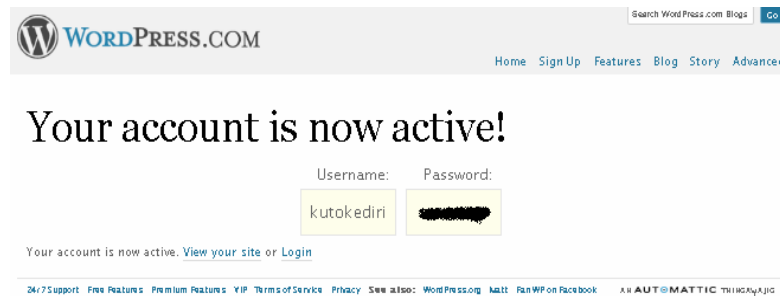 Search WordPress.com Blogs Go
WORDPRESS.COM
Home Sign Up Features Blog Story Advanced
Your account is now active!
Username: Password:
kutokediri
Your account is now active. View your site or Login
24/7 Support Free Features Premium Features VIP Terms of Service Privacy See also: WordPress.org Matt Fan WP on Facebook AN AUTOMATTIC THINGAMAJIG